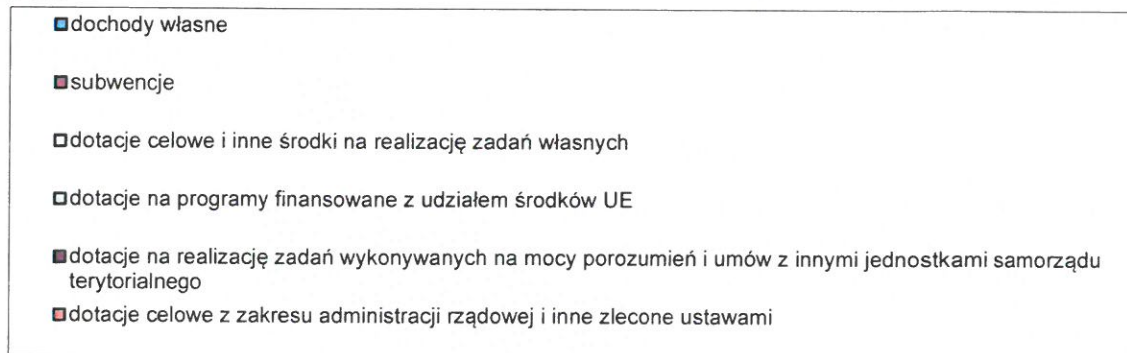 dochody własne
subwencje
dotacje celowe i inne środki na realizację zadań własnych
dotacje na programy finansowane z udziałem środków UE
dotacje na realizację zadań wykonywanych na mocy porozumień i umów z innymi jednostkami samorządu
terytorialnego
dotacje celowe z zakresu administracji rządowej i inne zlecone ustawami